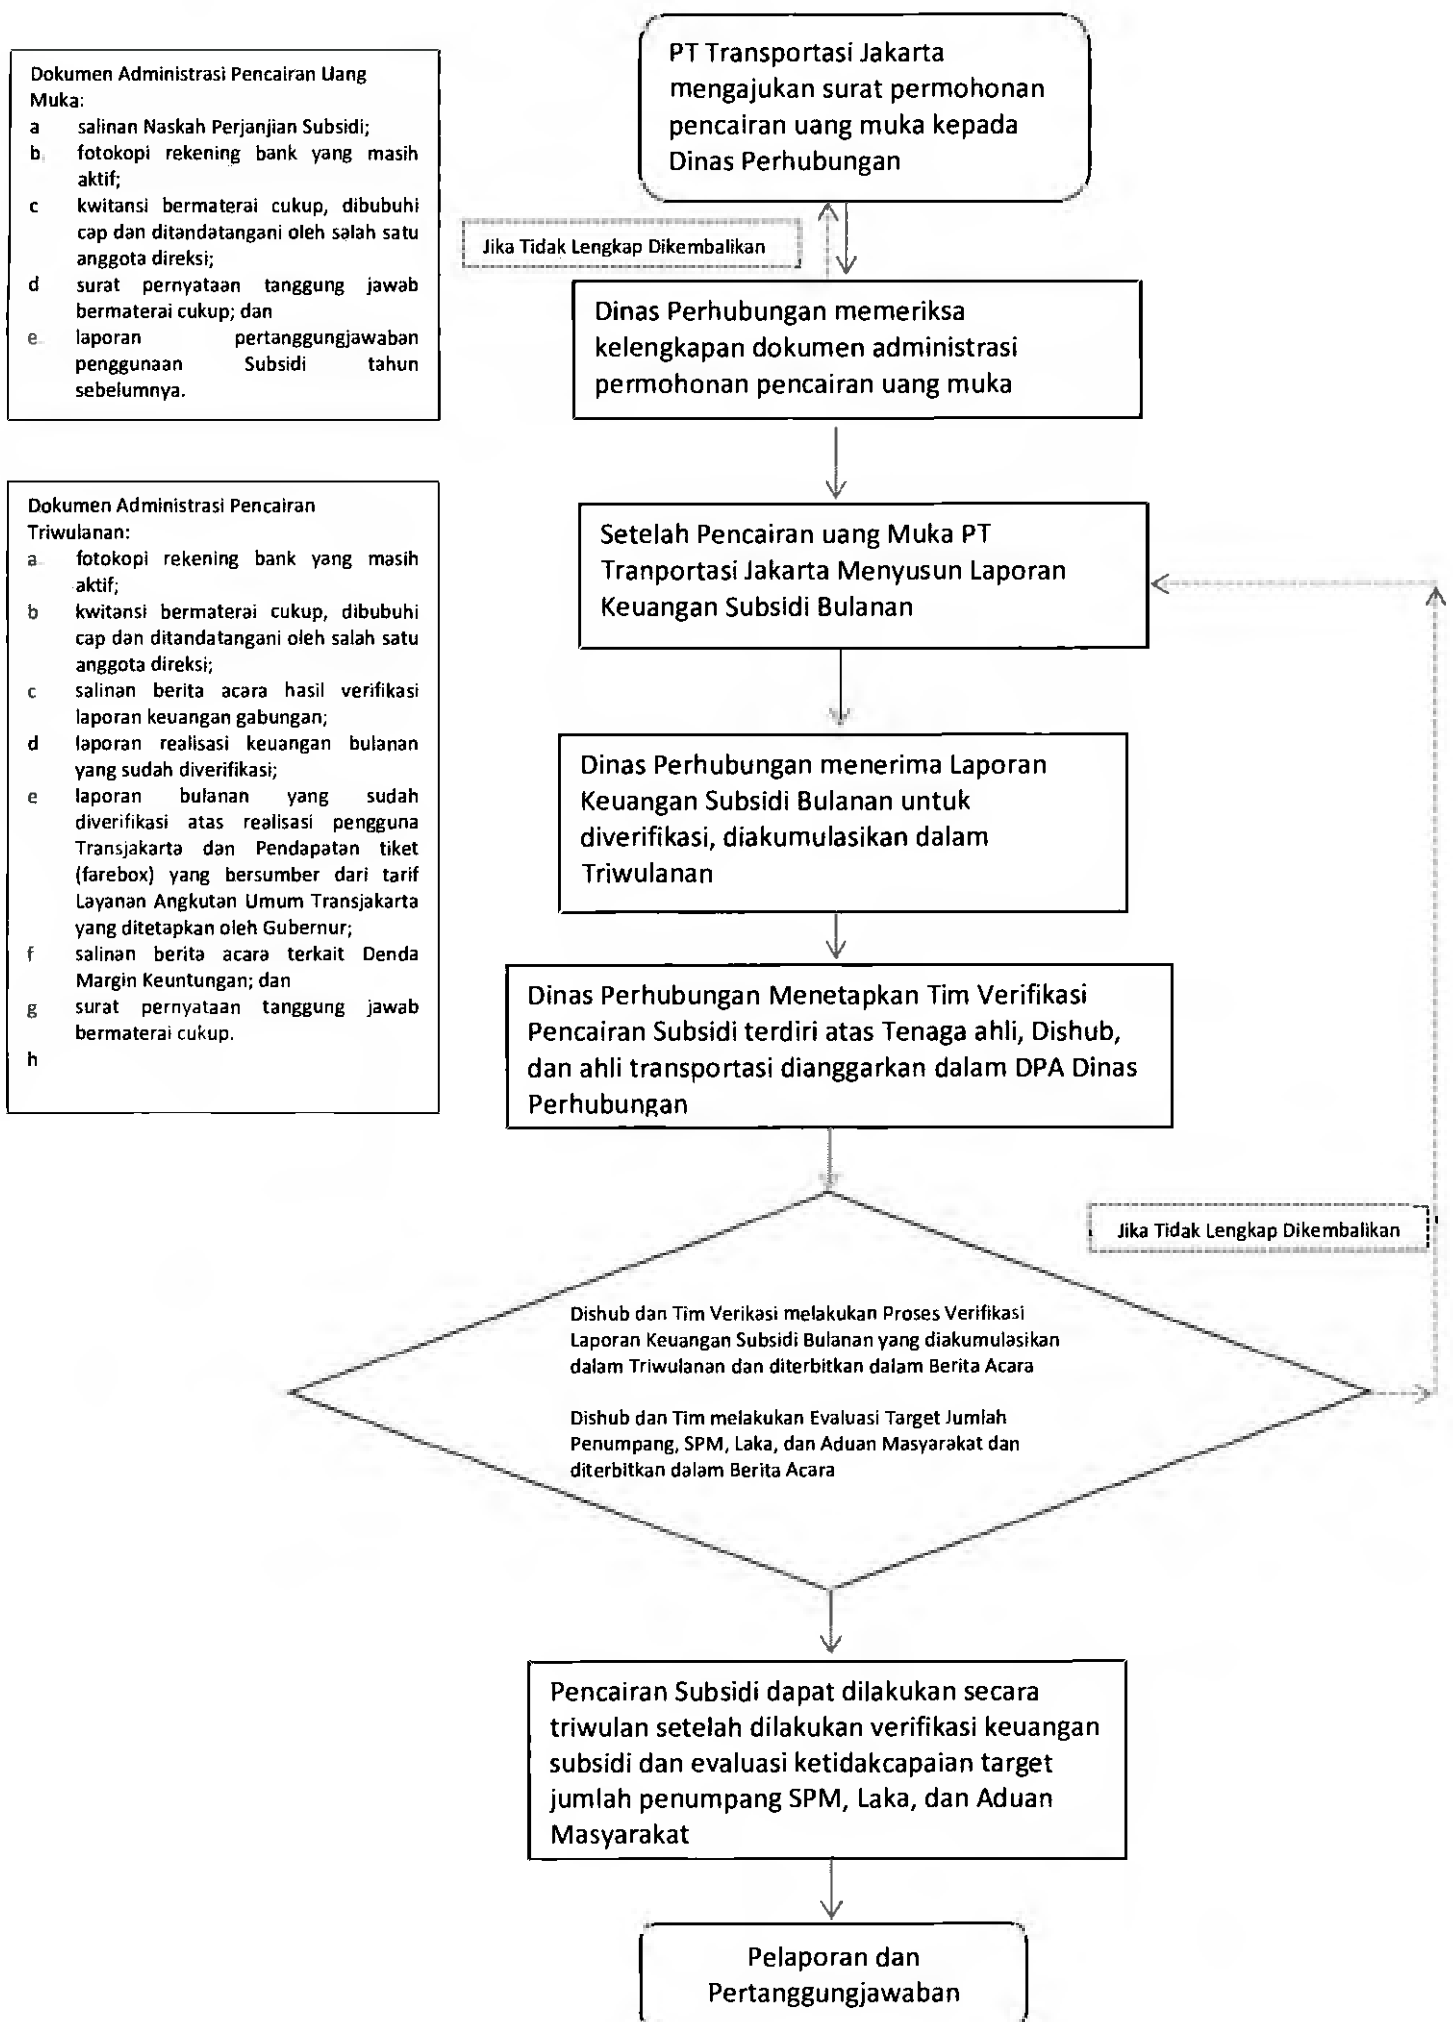 PT Transportasi Jakarta
mengajukan surat permohonan
pencairan uang muka kepada
Dinas Perhubungan
Dokumen Administrasi Pencairan Uang
Muka:
a salinan Naskah Perjanjian Subsidi;
b. fotokopi rekening bank yang masih
aktif;
c kwitansi bermaterai cukup, dibubuhi
cap dan ditandatangani oleh salah satu
anggota direksi;
d surat pernyataan tanggung jawab
bermaterai cukup; dan
e. laporan pertanggungjawaban
penggunaan Subsidi tahun
sebelumnya.
Jika Tidak Lengkap Dikembalikan
Dinas Perhubungan memeriksa
kelengkapan dokumen administrasi
permohonan pencairan uang muka
Dokumen Administrasi Pencairan
Triwulanan:
a. fotokopi rekening bank yang masih
aktif;
b kwitansi bermaterai cukup, dibubuhi
cap dan ditandatangani oleh salah satu
anggota direksi;
c salinan berita acara hasil verifikasi
laporan keuangan gabungan;
d laporan realisasi keuangan bulanan
yang sudah diverifikasi;
e laporan bulanan yang sudah
diverifikasi atas realisasi pengguna
Transjakarta dan Pendapatan tiket
(farebox) yang bersumber dari tarif
Layanan Angkutan Umum Transjakarta
yang ditetapkan oleh Gubernur;
f salinan berita acara terkait Denda
Margin Keuntungan; dan
g surat pernyataan tanggung jawab
bermaterai cukup.
h
Setelah Pencairan uang Muka PT
Tranportasi Jakarta Menyusun Laporan
Keuangan Subsidi Bulanan
Dinas Perhubungan menerima Laporan
Keuangan Subsidi Bulanan untuk
diverifikasi, diakumulasikan dalam
Triwulanan
Dinas Perhubungan Menetapkan Tim Verifikasi
Pencairan Subsidi terdiri atas Tenaga ahli, Dishub,
dan ahli transportasi dianggarkan dalam DPA Dinas
Perhubungan
Jika Tidak Lengkap Dikembalikan
Dishub dan Tim Verikasi melakukan Proses Verifikasi
Laporan Keuangan Subsidi Bulanan yang diakumulasikan
dalam Triwulanan dan diterbitkan dalam Berita Acara
Dishub dan Tim melakukan Evaluasi Target Jumlah
Penumpang, SPM, Laka, dan Aduan Masyarakat dan
diterbitkan dalam Berita Acara
Pencairan Subsidi dapat dilakukan secara
triwulan setelah dilakukan verifikasi keuangan
subsidi dan evaluasi ketidakcapaian target
jumlah penumpang SPM, Laka, dan Aduan
Masyarakat
Pelaporan dan
Pertanggungjawaban